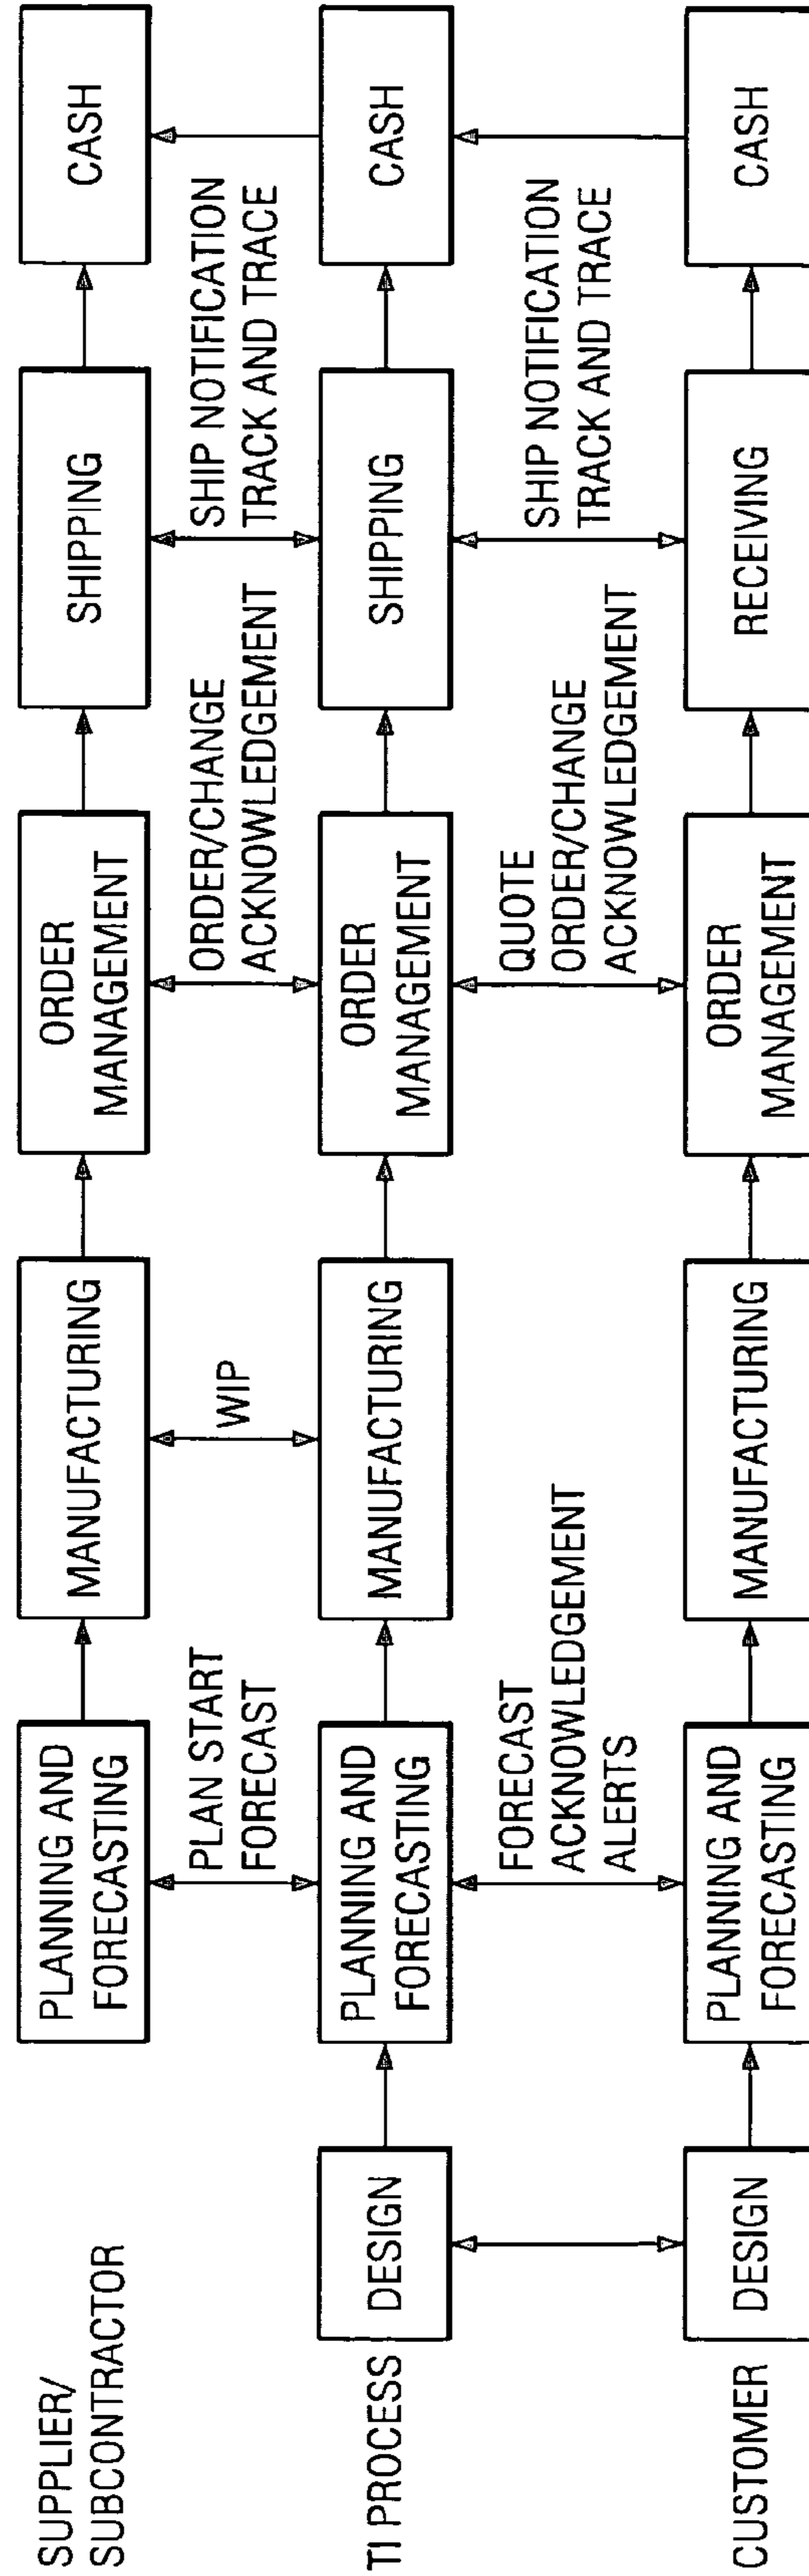 SUPPLIER/
SUBCONTRACTOR
PLANNING AND
FORECASTING
MANUFACTURING
ORDER
MANAGEMENT
SHIPPING
CASH
PLAN START
FORECAST
WIP
ORDER/CHANGE
ACKNOWLEDGEMENT
SHIP NOTIFICATION
TRACK AND TRACE
TI PROCESS
DESIGN
PLANNING AND
FORECASTING
MANUFACTURING
ORDER
MANAGEMENT
SHIPPING
CASH
FORECAST
ACKNOWLEDGEMENT
ALERTS
QUOTE
ORDER/CHANGE
ACKNOWLEDGEMENT
SHIP NOTIFICATION
TRACK AND TRACE
CUSTOMER
DESIGN
PLANNING AND
FORECASTING
MANUFACTURING
ORDER
MANAGEMENT
RECEIVING
CASH